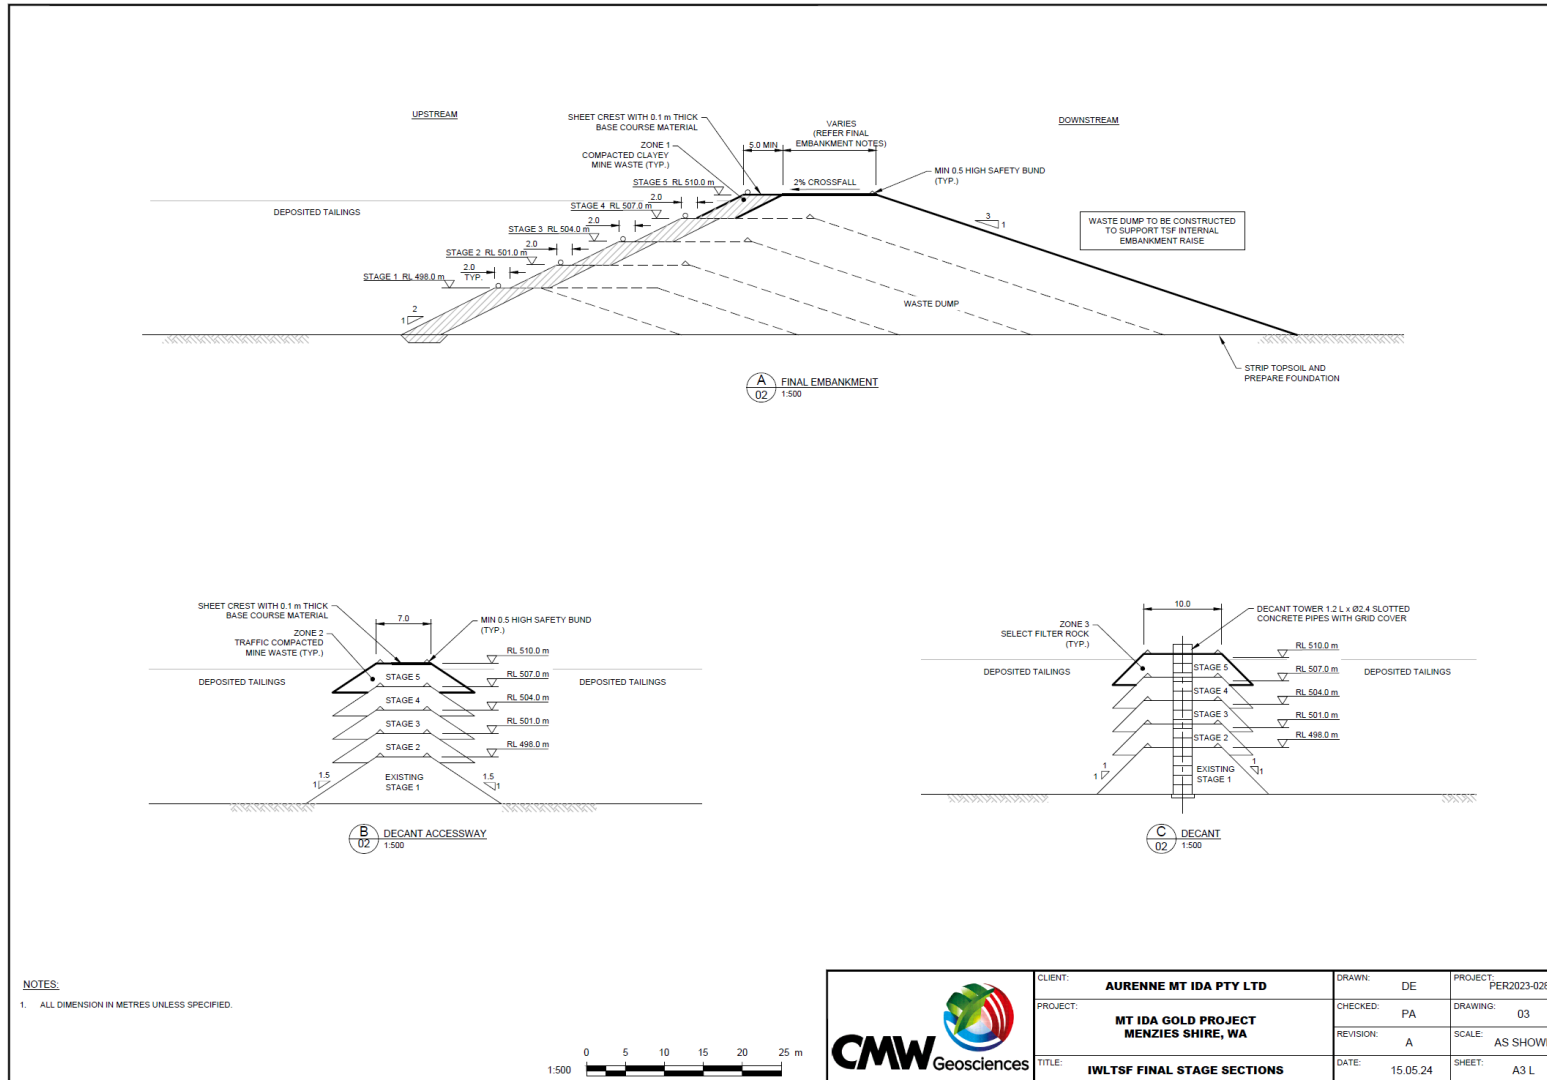 UPSTREAM
SHEET CREST WITH 0.1 m THICK
BASE COURSE MATERIAL
VARIES
(REFER FINAL
EMBANKMENT NOTES)
DOWNSTREAM
ZONE 1
COMPACTED CLAYEY
MINE WASTE (TYP.)
5.0 MIN
MIN 0.5 HIGH SAFETY BUND
(TYP.)
STAGE 5 RL 510.0 m
2% CROSSFALL
2.0
STAGE 4 RL 507.0 m
DEPOSITED TAILINGS
2.0
STAGE 3 RL 504.0 m
2.0
STAGE 2 RL 501.0 m
2.0
TYP.
STAGE 1 RL 498.0 m
3
1
WASTE DUMP TO BE CONSTRUCTED
TO SUPPORT TSF INTERNAL
EMBANKMENT RAISE
WASTE DUMP
2
1
STRIP TOPSOIL AND
PREPARE FOUNDATION
A
02
FINAL EMBANKMENT
1:500
SHEET CREST WITH 0.1 m THICK
BASE COURSE MATERIAL
7.0
MIN 0.5 HIGH SAFETY BUND
(TYP.)
ZONE 2
TRAFFIC COMPACTED
MINE WASTE (TYP.)
RL 510.0 m
RL 507.0 m
RL 504.0 m
RL 501.0 m
RL 498.0 m
DEPOSITED TAILINGS
DEPOSITED TAILINGS
STAGE 5
STAGE 4
STAGE 3
STAGE 2
EXISTING
STAGE 1
1.5
1
1.5
1
B
02
DECANT ACCESSWAY
1:500
10.0
DECANT TOWER 1.2 L x Ø2.4 SLOTTED
CONCRETE PIPES WITH GRID COVER
ZONE 3
SELECT FILTER ROCK
(TYP.)
RL 510.0 m
RL 507.0 m
RL 504.0 m
RL 501.0 m
RL 498.0 m
DEPOSITED TAILINGS
DEPOSITED TAILINGS
STAGE 5
STAGE 4
STAGE 3
STAGE 2
EXISTING
STAGE 1
1
1
1
1
C
02
DECANT
1:500
NOTES:
1. ALL DIMENSION IN METRES UNLESS SPECIFIED.
1:500
0 5 10 15 20 25 m
CMW Geosciences
CLIENT:
AURENNE MT IDA PTY LTD
PROJECT:
MT IDA GOLD PROJECT
MENZIES SHIRE, WA
TITLE:
IWLTSF FINAL STAGE SECTIONS
DRAWN:
DE
PROJECT:
PER2023-028
CHECKED:
PA
DRAWING:
03
REVISION:
A
SCALE:
AS SHOW
DATE:
15.05.24
SHEET:
A3 L